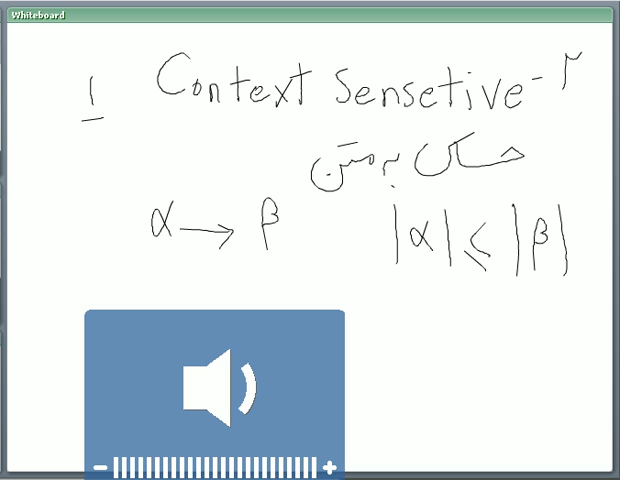 Whiteboard
۱ Context Sensetive -۲
حساس به متن
α → β |α| ≤ |β|